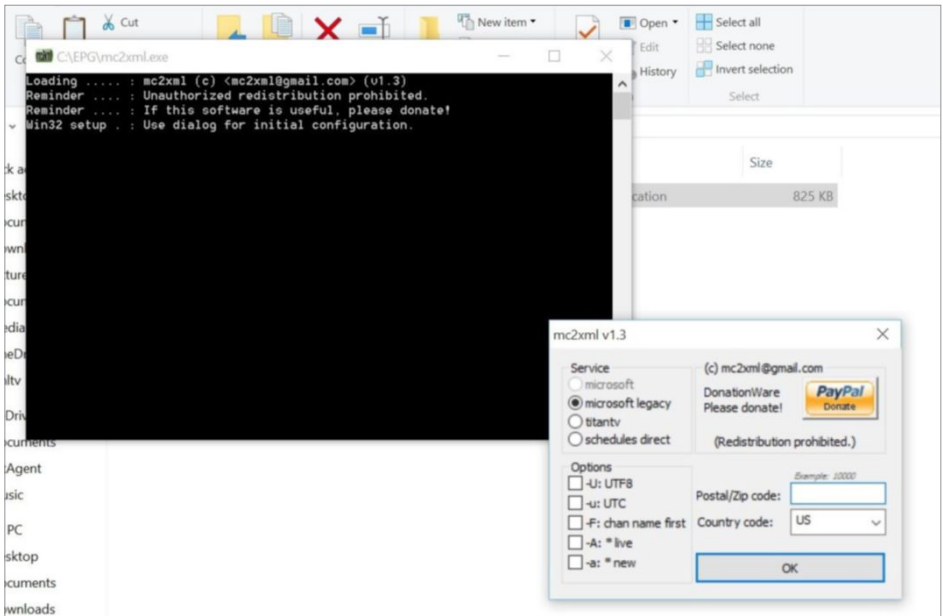 Cut
New item
Open
Select all
Edit
Select none
History
Invert selection
Select
C:\EPG\mc2xml.exe
Loading ..... : mc2xml (c) <mc2xml@gmail.com> (v1.3)
Reminder .... : Unauthorized redistribution prohibited.
Reminder .... : If this software is useful, please donate!
Win32 setup . : Use dialog for initial configuration.
Size
825 KB
mc2xml v1.3
Service
microsoft
microsoft legacy
titantv
schedules direct
(c) mc2xml@gmail.com
DonationWare
Please donate!
PayPal
Donate
(Redistribution prohibited.)
Options
-U: UTF8
-u: UTC
-F: chan name first
-A: * live
-a: * new
Example: 10000
Postal/Zip code:
Country code: US
OK
Agent
PC